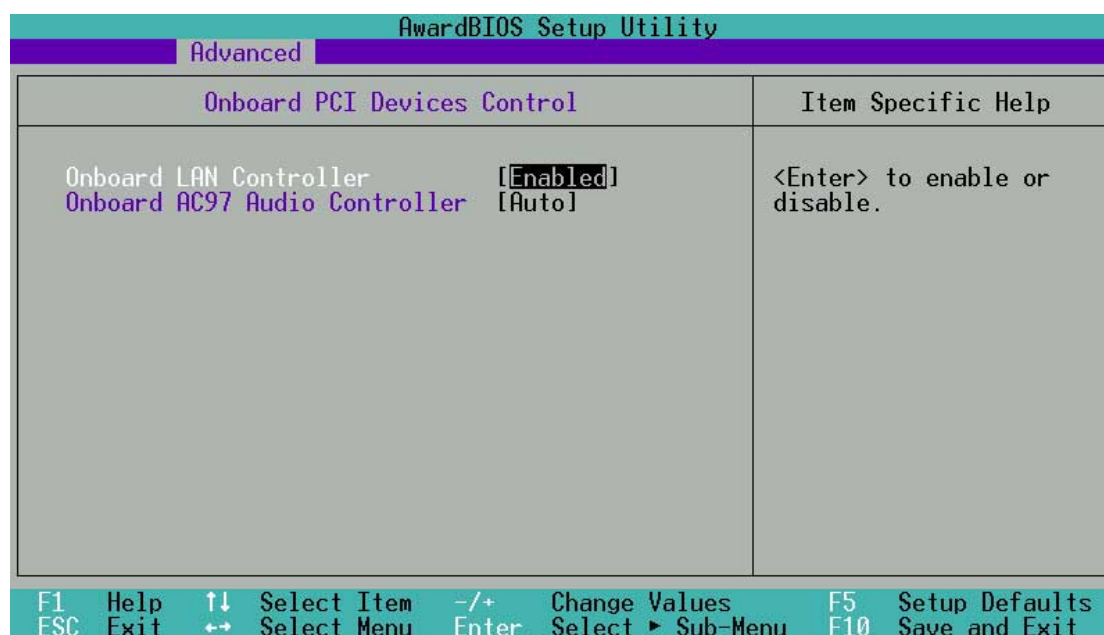 AwardBIOS Setup Utility
Advanced
Onboard PCI Devices Control
Item Specific Help
Onboard LAN Controller [Enabled]
Onboard AC97 Audio Controller [Auto]
<Enter> to enable or
disable.
F1 Help ↑↓ Select Item -/+ Change Values F5 Setup Defaults
ESC Exit ←→ Select Menu Enter Select ► Sub-Menu F10 Save and Exit